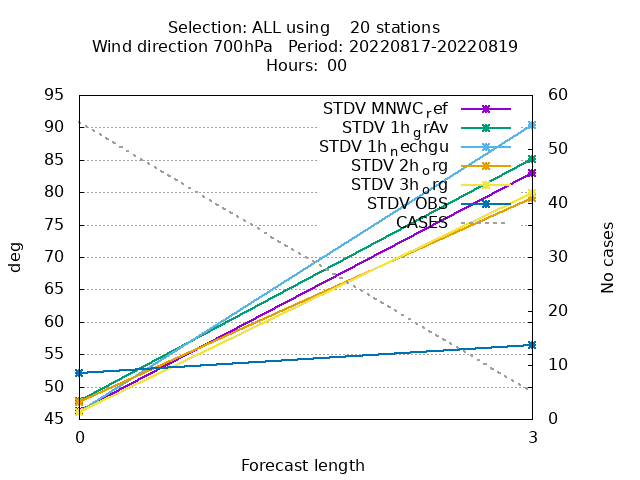 Selection: ALL using    20 stations
Wind direction 700hPa   Period: 20220817-20220819
Hours: 00
95
90
85
80
75
70
65
60
55
50
45
deg
60
50
40
30
20
10
0
No cases
STDV MNWC_ref
STDV 1h_grAv
STDV 1h_nechgu
STDV 2h_org
STDV 3h_org
STDV OBS
CASES
0
3
Forecast length